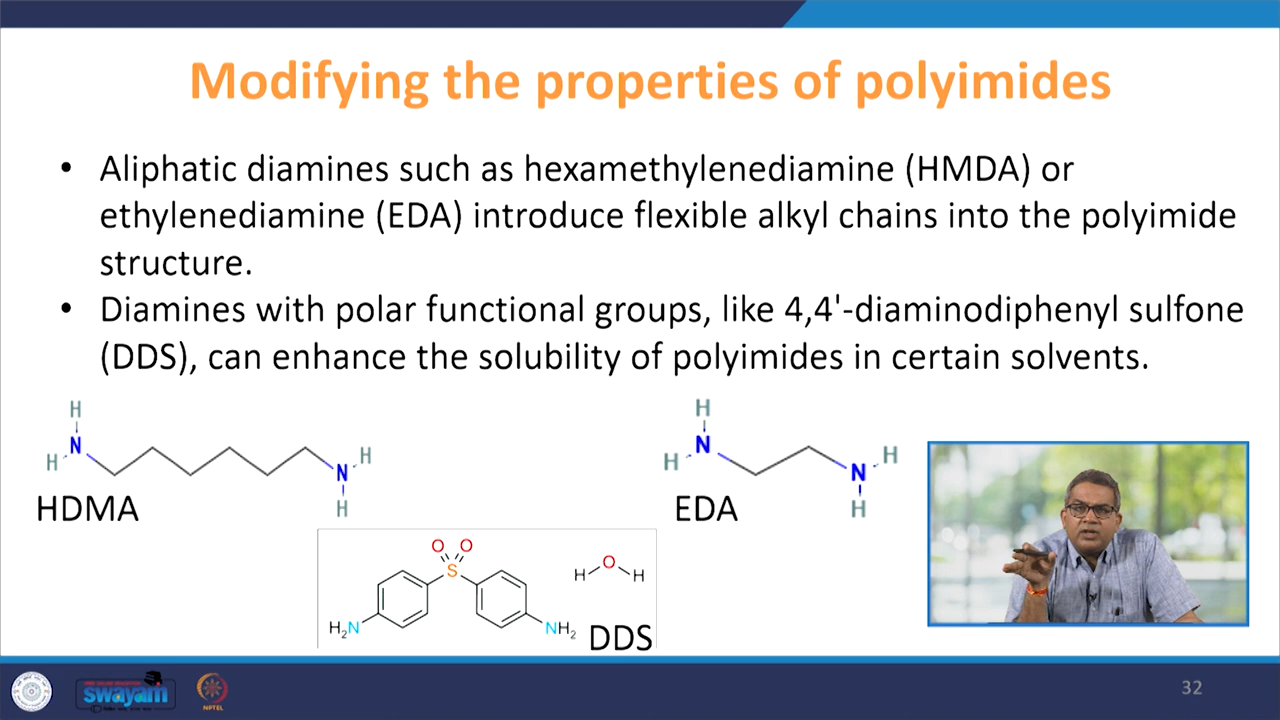 Modifying the properties of polyimides
• Aliphatic diamines such as hexamethylenediamine (HMDA) or
ethylenediamine (EDA) introduce flexible alkyl chains into the polyimide
structure.
• Diamines with polar functional groups, like 4,4'-diaminodiphenyl sulfone
(DDS), can enhance the solubility of polyimides in certain solvents.
H
N
H
H
N
H
HDMA
H
N
H
H
N
H
EDA
O O
S
H₂N
NH₂
O
H H
DDS
swayam
NPTEL
32